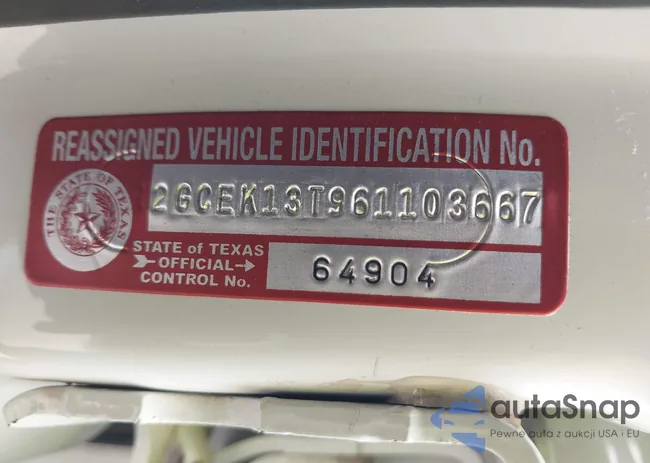 REASSIGNED VEHICLE IDENTIFICATION No.
THE STATE OF TEXAS
2GCEK13T961103667
STATE of TEXAS
OFFICIAL
CONTROL No.
64904
autaSnap
Pewne auta z aukcji USA i EU